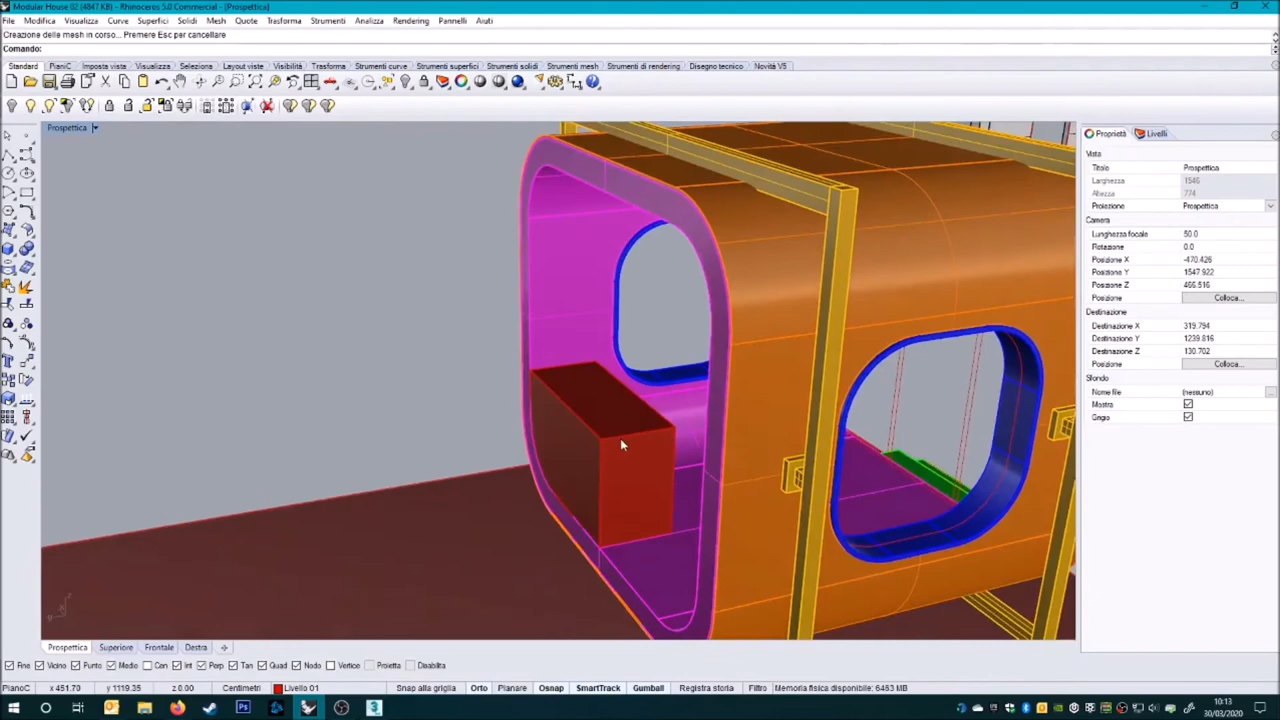 Modular House 02 (4847 KB) - Rhinoceros 5.0 Commercial - [Prospettica]
File Modifica Visualizza Curve Superfici Solidi Mesh Quote Trasforma Strumenti Analizza Rendering Pannelli Aiuti
Creazione delle mesh in corso... Premere Esc per cancellare
Comando:
Standard PianiC Imposta vista Visualizza Seleziona Layout viste Visibilità Trasforma Strumenti curve Strumenti superfici Strumenti solidi Strumenti mesh Strumenti di rendering Disegno tecnico Novità V5
Prospettica
Proprietà Livelli
Vista
Titolo Prospettica
Larghezza 1546
Altezza 774
Proiezione Prospettica
Camera
Lunghezza focale 50.0
Rotazione 0.0
Posizione X -470.426
Posizione Y 1547.922
Posizione Z 466.516
Posizione Colloca...
Destinazione
Destinazione X 319.794
Destinazione Y 1239.816
Destinazione Z 130.702
Posizione Colloca...
Sfondo
Nome file (nessuno) ...
Mostra
Grigio
Prospettica Superiore Frontale Destra
Fine Vicino Punto Medio Cen Int Perp Tan Quad Nodo Vertice Proietta Disabilita
PianoC x 451.70 y 1119.35 z 0.00 Centimetri Livello 01 Snap alla griglia Orto Planare Osnap SmartTrack Gumball Registra storia Filtro Memoria fisica disponibile: 6463 MB
10:13
30/03/2020